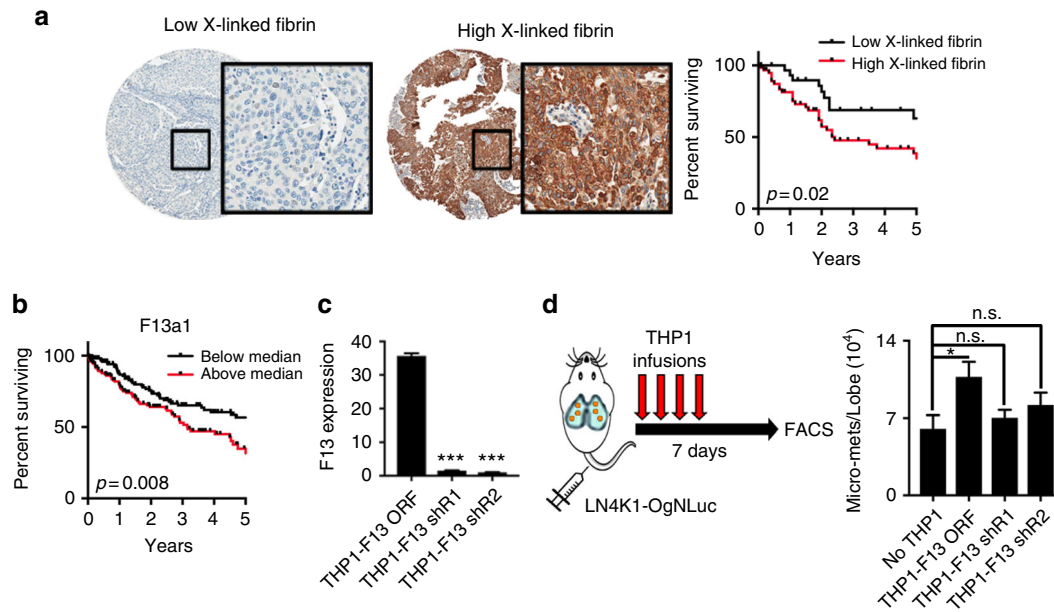 a
Low X-linked fibrin
High X-linked fibrin
Low X-linked fibrin
High X-linked fibrin
Percent surviving
100
50
0
p = 0.02
0 1 2 3 4 5
Years
b
F13a1
Below median
Above median
Percent surviving
100
50
0
p = 0.008
0 1 2 3 4 5
Years
c
F13 expression
40
30
20
10
0
***
***
THP1-F13 ORF
THP1-F13 shR1
THP1-F13 shR2
d
THP1
infusions
7 days
FACS
LN4K1-OgNLuc
Micro-mets/Lobe (10⁴)
14
7
0
n.s.
n.s.
*
No THP1
THP1-F13 ORF
THP1-F13 shR1
THP1-F13 shR2